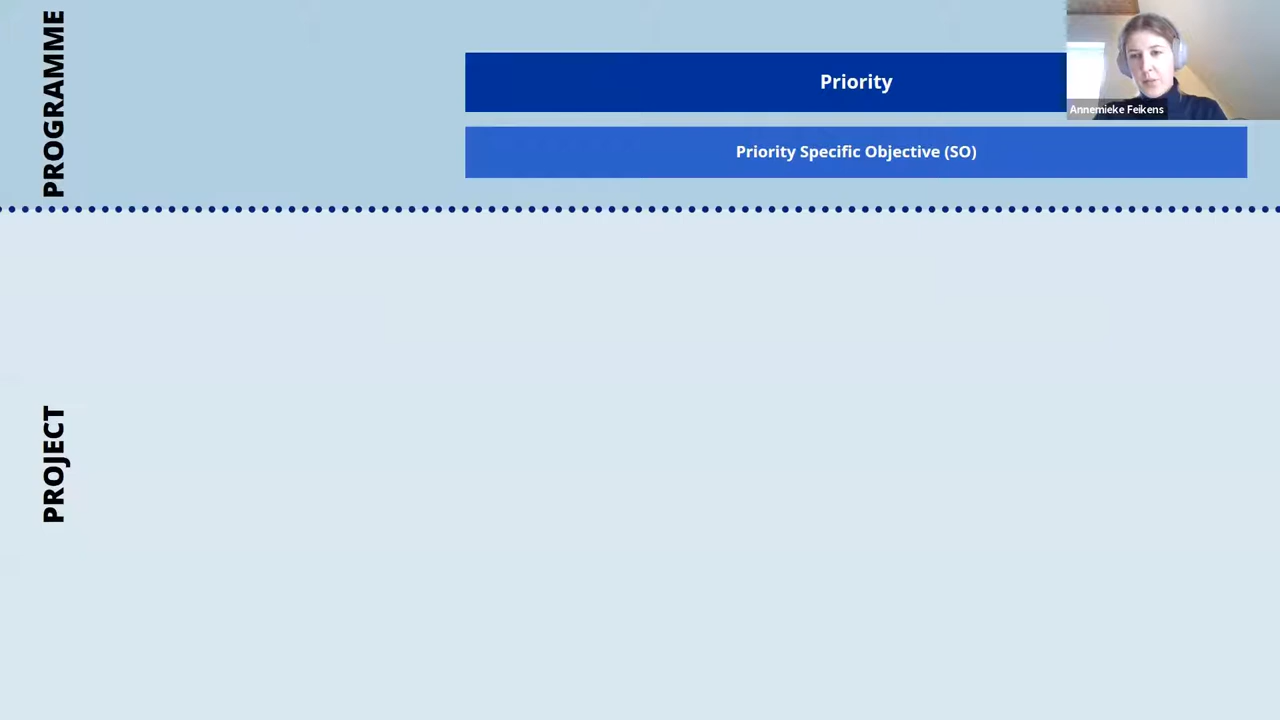 PROGRAMME
Priority
Annemieke Feikens
Priority Specific Objective (SO)
PROJECT